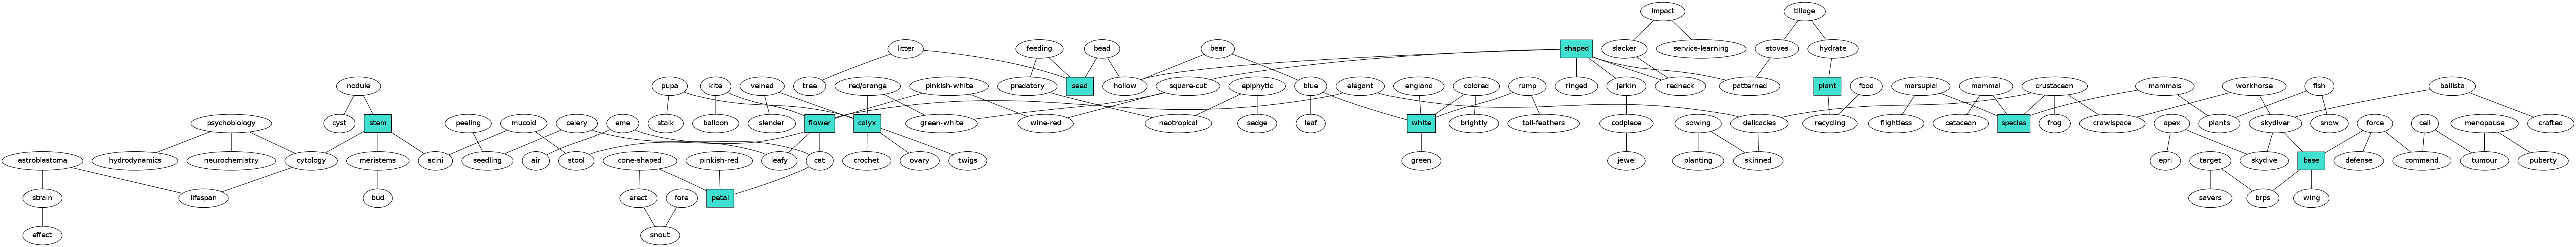 impact tillage
litter feeding bead bear shaped slacker service-learning stoves hydrate
nodule pupa kite veined tree red/orange pinkish-white predatory seed hollow square-cut epiphytic blue elegant england colored rump ringed jerkin redneck patterned plant food marsupial mammal crustacean mammals workhorse fish ballista
psychobiology cyst stem peeling mucoid celery eme stalk balloon slender flower calyx green-white wine-red neotropical sedge leaf white brightly tail-feathers codpiece sowing delicacies recycling flightless cetacean species frog crawlspace apex plants skydiver snow force cell menopause crafted
astroblastoma hydrodynamics neurochemistry cytology meristems acini seedling air stool cone-shaped pinkish-red leafy cat crochet ovary twigs green jewel planting skinned epri target skydive base defense command tumour puberty
strain lifespan bud erect fore petal savers brps wing
effect snout